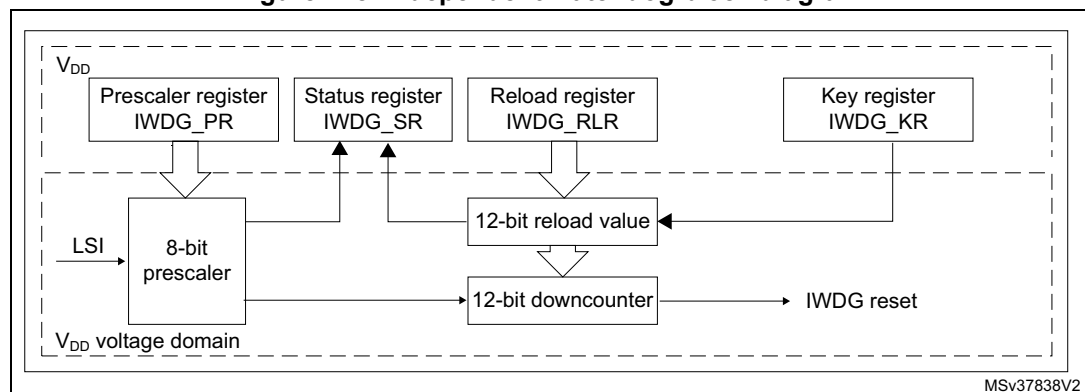 V_DD
Prescaler register
IWDG_PR
Status register
IWDG_SR
Reload register
IWDG_RLR
Key register
IWDG_KR
LSI
8-bit
prescaler
12-bit reload value
12-bit downcounter
IWDG reset
V_DD voltage domain
MSv37838V2